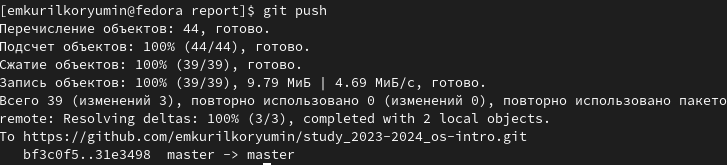 [emkurilkoryumin@fedora report]$ git push
Перечисление объектов: 44, готово.
Подсчет объектов: 100% (44/44), готово.
Сжатие объектов: 100% (39/39), готово.
Запись объектов: 100% (39/39), 9.79 МиБ | 4.69 МиБ/с, готово.
Всего 39 (изменений 3), повторно использовано 0 (изменений 0), повторно использовано пакето
remote: Resolving deltas: 100% (3/3), completed with 2 local objects.
To https://github.com/emkurilkoryumin/study_2023-2024_os-intro.git
bf3c0f5..31e3498  master -> master